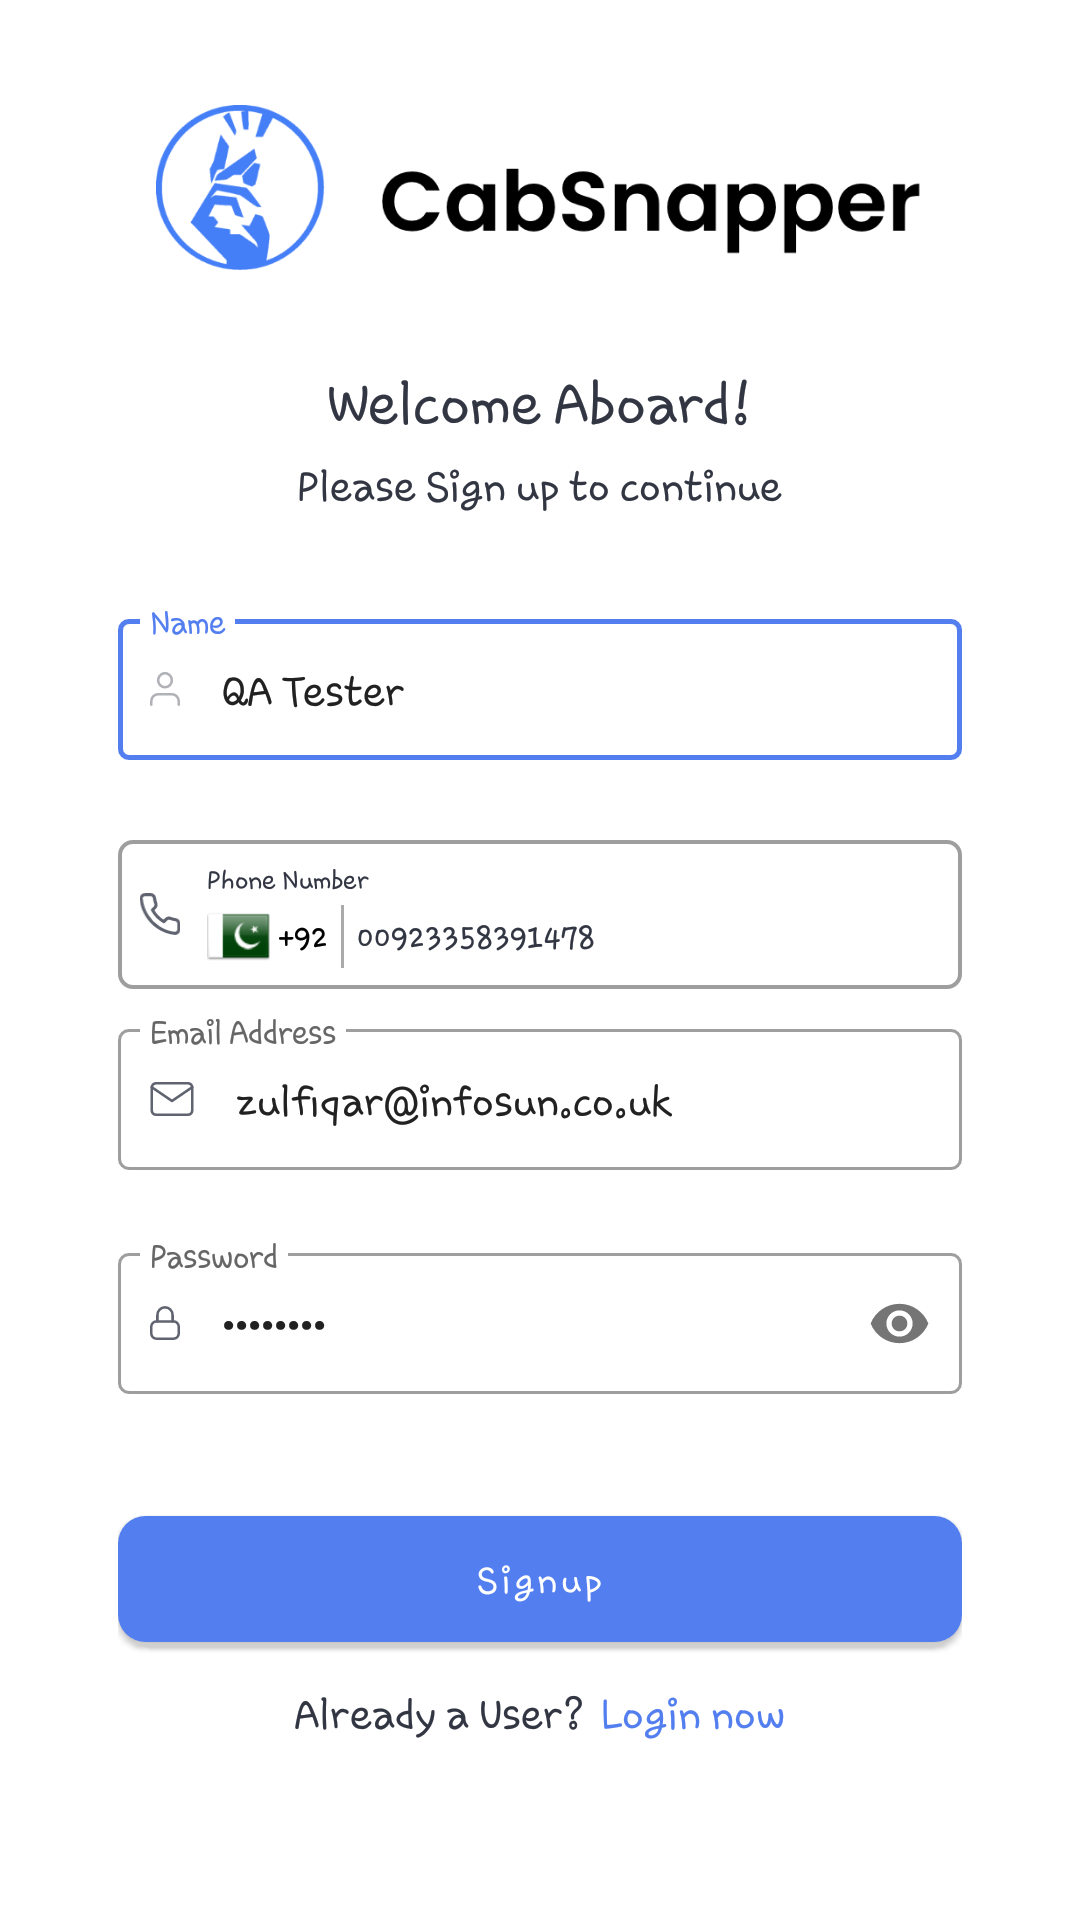 CabSnapper
Welcome Aboard!
Please Sign up to continue
Name
QA Tester
Phone Number
+92 00923358391478
Email Address
zulfiqar@infosun.co.uk
Password
••••••••
Signup
Already a User? Login now